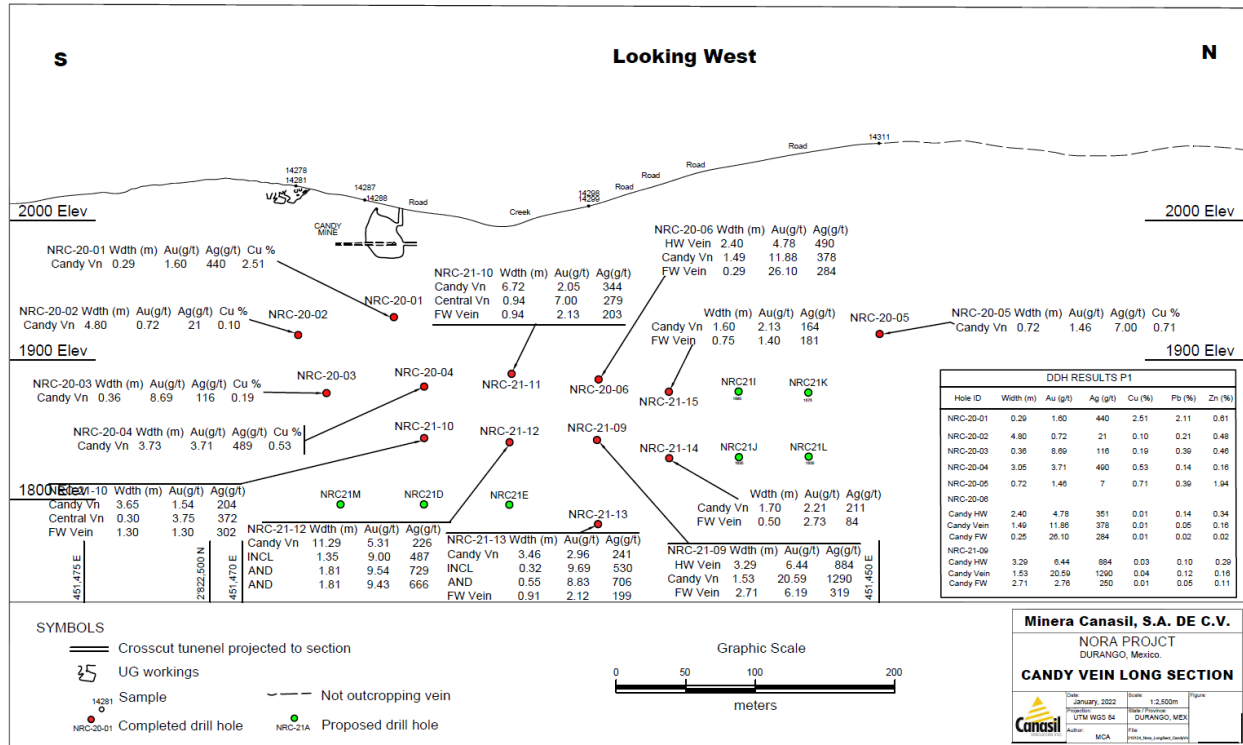 S
Looking West
N
14311
Road
Road
Road
Road
14278
14281
14287
14288
Road
Creek
14298
14299
2000 Elev
2000 Elev
CANDY
MINE
NRC-20-01 Wdth (m) Au(g/t) Ag(g/t) Cu %
Candy Vn 0.29 1.60 440 2.51
NRC-20-06 Wdth (m) Au(g/t) Ag(g/t)
HW Vein 2.40 4.78 490
Candy Vn 1.49 11.88 378
FW Vein 0.29 26.10 284
NRC-21-10 Wdth (m) Au(g/t) Ag(g/t)
Candy Vn 6.72 2.05 344
Central Vn 0.94 7.00 279
FW Vein 0.94 2.13 203
NRC-20-01
NRC-20-02 Wdth (m) Au(g/t) Ag(g/t) Cu %
Candy Vn 4.80 0.72 21 0.10
NRC-20-02
Wdth (m) Au(g/t) Ag(g/t)
Candy Vn 1.60 2.13 164
FW Vein 0.75 1.40 181
NRC-20-05
NRC-20-05 Wdth (m) Au(g/t) Ag(g/t) Cu %
Candy Vn 0.72 1.46 7.00 0.71
1900 Elev
1900 Elev
NRC-20-03 Wdth (m) Au(g/t) Ag(g/t) Cu %
Candy Vn 0.36 8.69 116 0.19
NRC-20-03
NRC-20-04
NRC-21-11
NRC-20-06
NRC-21-15
NRC21I
NRC21K
NRC-20-04 Wdth (m) Au(g/t) Ag(g/t) Cu %
Candy Vn 3.73 3.71 489 0.53
NRC-21-10
NRC-21-12
NRC-21-09
NRC-21-14
NRC21J
NRC21L
1800 Elev
NRC-21-10 Wdth (m) Au(g/t) Ag(g/t)
Candy Vn 3.65 1.54 204
Central Vn 0.30 3.75 372
FW Vein 1.30 1.30 302
NRC21M
NRC21D
NRC21E
NRC-21-13
Wdth (m) Au(g/t) Ag(g/t)
Candy Vn 1.70 2.21 211
FW Vein 0.50 2.73 84
NRC-21-12 Wdth (m) Au(g/t) Ag(g/t)
Candy Vn 11.29 5.31 226
INCL 1.35 9.00 487
AND 1.81 9.54 729
AND 1.81 9.43 666
NRC-21-13 Wdth (m) Au(g/t) Ag(g/t)
Candy Vn 3.46 2.96 241
INCL 0.32 9.69 530
AND 0.55 8.83 706
FW Vein 0.91 2.12 199
NRC-21-09 Wdth (m) Au(g/t) Ag(g/t)
HW Vein 3.29 6.44 884
Candy Vn 1.53 20.59 1290
FW Vein 2.71 6.19 319
451,475 E
2'822,500 N
451,470 E
451,450 E
DDH RESULTS P1
Hole ID Width (m) Au (g/t) Ag (g/t) Cu (%) Pb (%) Zn (%)
NRC-20-01 0.29 1.60 440 2.51 2.11 0.61
NRC-20-02 4.80 0.72 21 0.10 0.21 0.48
NRC-20-03 0.36 8.69 116 0.19 0.39 0.46
NRC-20-04 3.05 3.71 490 0.53 0.14 0.16
NRC-20-05 0.72 1.46 7 0.71 0.39 1.94
NRC-20-06
Candy HW 2.40 4.78 351 0.01 0.14 0.34
Candy Vein 1.49 11.86 378 0.01 0.05 0.16
Candy FW 0.25 26.10 284 0.01 0.02 0.02
NRC-21-09
Candy HW 3.29 6.44 884 0.03 0.10 0.29
Candy Vein 1.53 20.59 1290 0.04 0.12 0.16
Candy FW 2.71 2.76 250 0.01 0.05 0.11
SYMBOLS
Crosscut tunenel projected to section
UG workings
14281 Sample
Not outcropping vein
NRC-20-01 Completed drill hole
NRC-21A Proposed drill hole
Graphic Scale
0 50 100 200
meters
Minera Canasil, S.A. DE C.V.
NORA PROJCT
DURANGO, Mexico.
CANDY VEIN LONG SECTION
Canasil
Date: January, 2022
Scale: 1:2,500m
Figure:
Projection: UTM WGS 84
State / Province: DURANGO, MEX
Author: MCA
File: